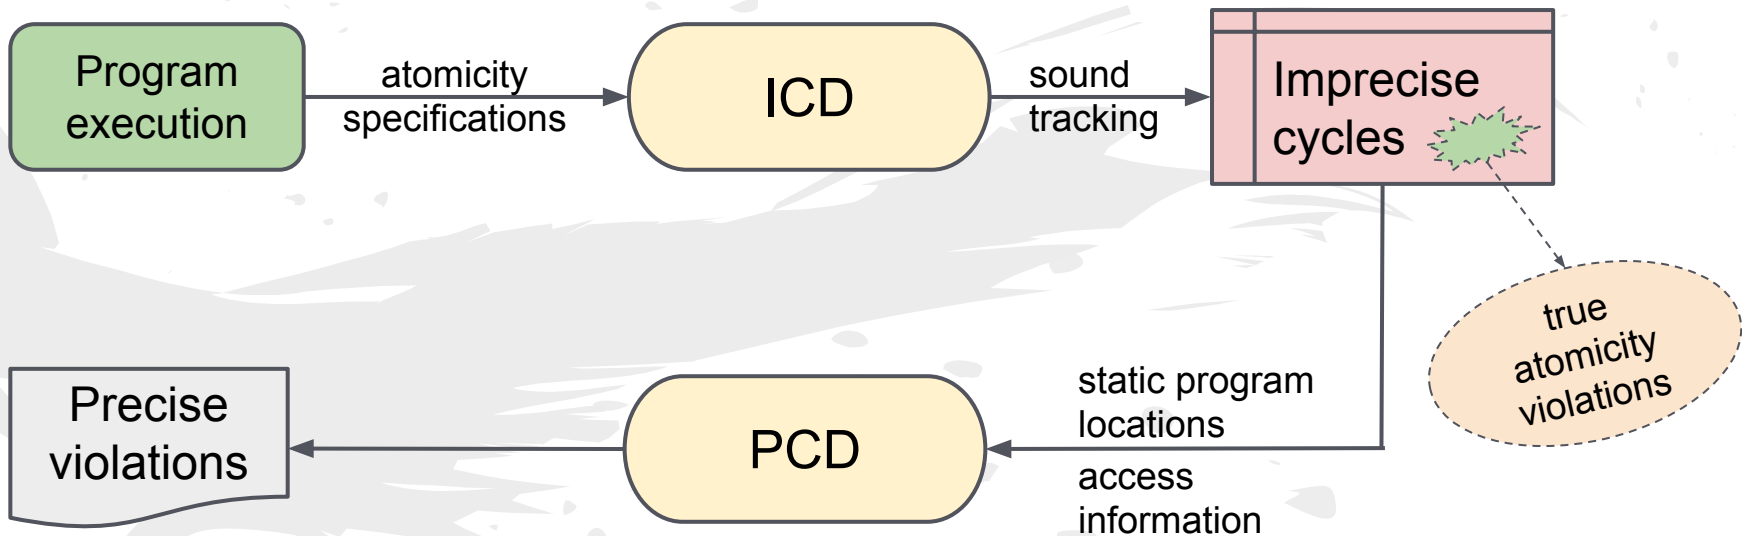 Program
execution
atomicity
specifications
ICD
sound
tracking
Imprecise
cycles
true
atomicity
violations
static program
locations
access
information
PCD
Precise
violations